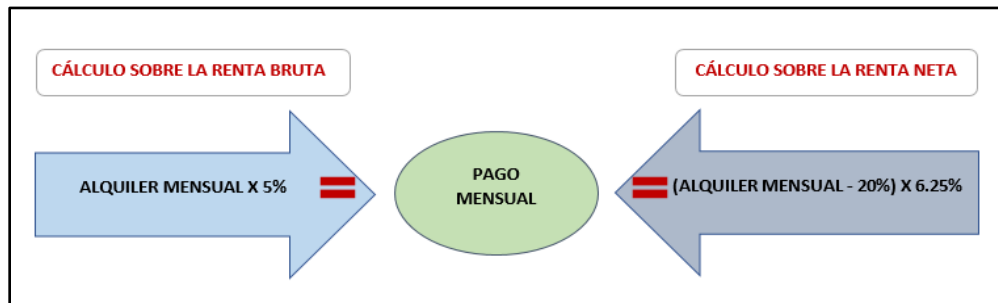 CÁLCULO SOBRE LA RENTA BRUTA
CÁLCULO SOBRE LA RENTA NETA
ALQUILER MENSUAL X 5% =
PAGO
MENSUAL
= (ALQUILER MENSUAL - 20%) X 6.25%